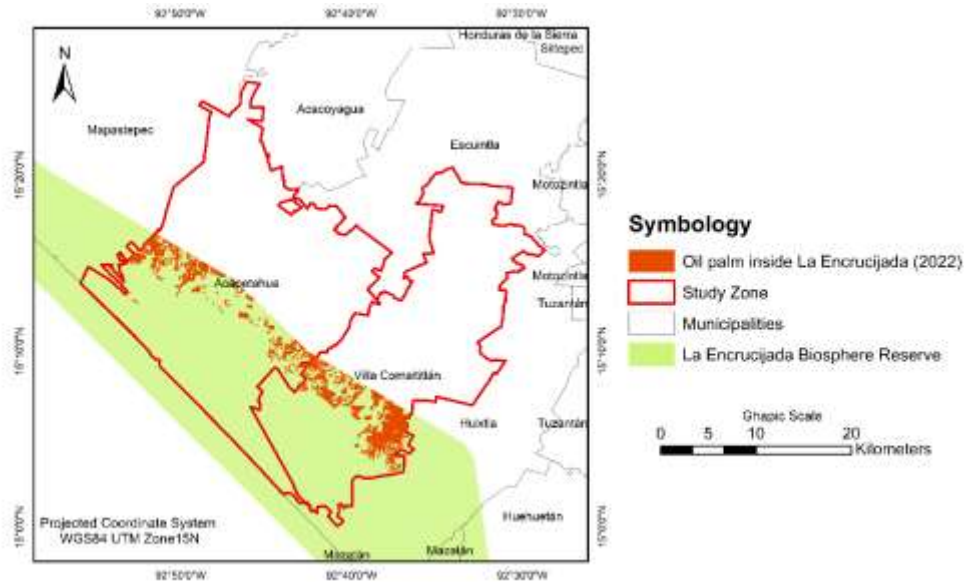 92°50'0"W
92°40'0"W
92°30'0"W
Honduras de la Sierra
Siltepec
N
Acacoyagua
Mapastepec
Escuintla
15°20'0"N
15°20'0"N
Motozintla
Symbology
Oil palm inside La Encrucijada (2022)
Acapetahua
Motozintla
Study Zone
Tuzantán
Municipalities
15°10'0"N
15°10'0"N
La Encrucijada Biosphere Reserve
Villa Comaltitlán
Huixtla
Tuzantán
Ghapic Scale
0 5 10 20
Kilometers
Huehuetán
15°0'0"N
15°0'0"N
Projected Coordinate System
WGS84 UTM Zone15N
Mazatán
Mazatán
92°50'0"W
92°40'0"W
92°30'0"W